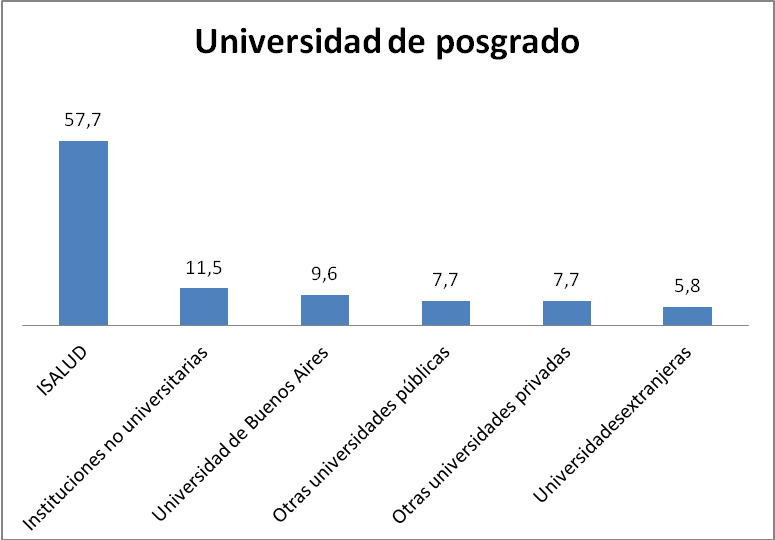 Universidad de posgrado
57,7
11,5
9,6
7,7
7,7
5,8
ISALUD
Instituciones no universitarias
Universidad de Buenos Aires
Otras universidades públicas
Otras universidades privadas
Universidadesextranjeras